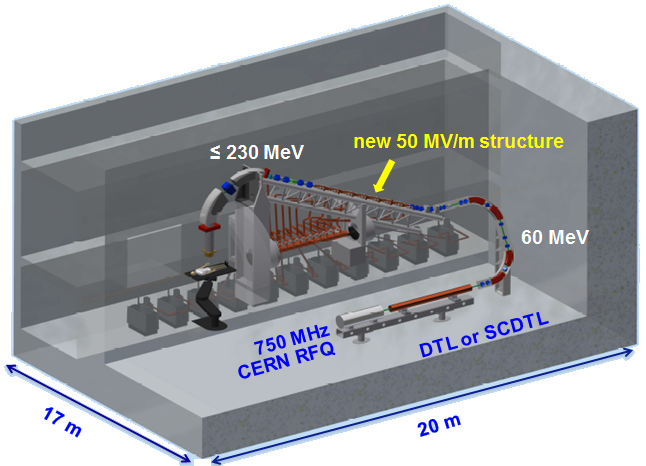 new 50 MV/m structure
≤ 230 MeV
60 MeV
750 MHz
CERN RFQ
DTL or SCDTL
17 m
20 m